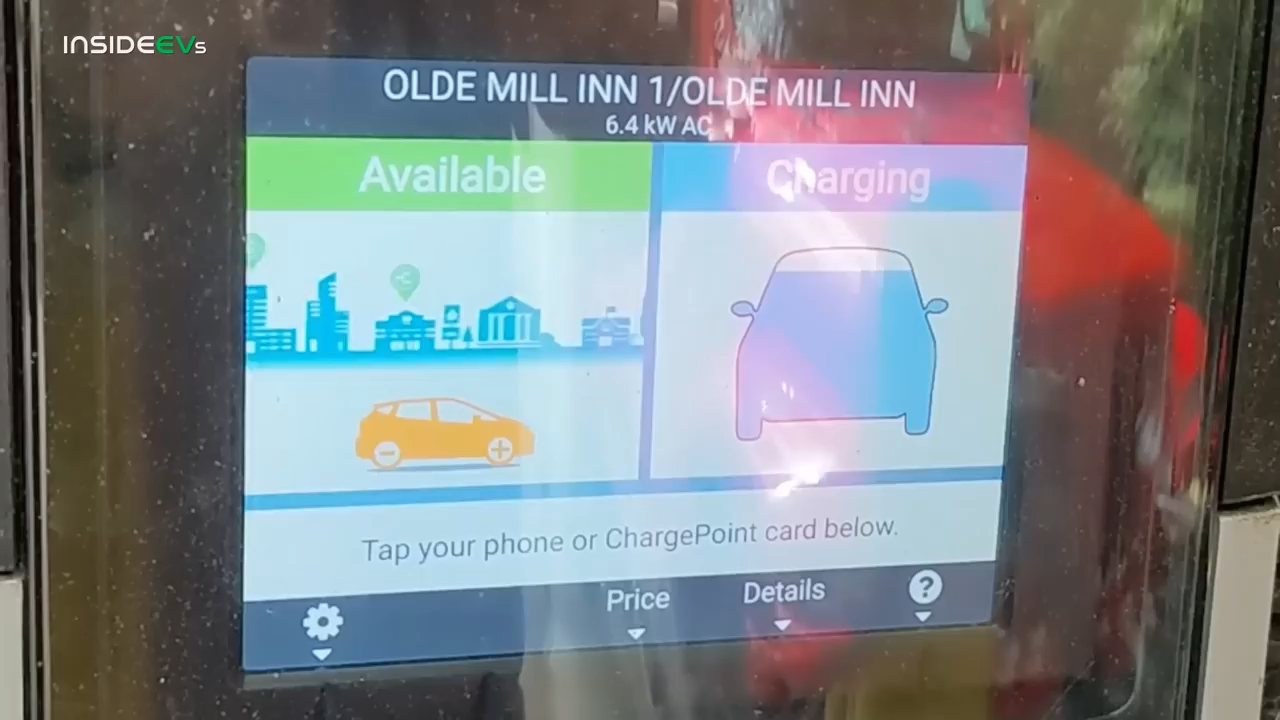 INSIDEEVs
OLDE MILL INN 1/OLDE MILL INN
6.4 kW AC
Available
Charging
Tap your phone or ChargePoint card below.
Price
Details
?